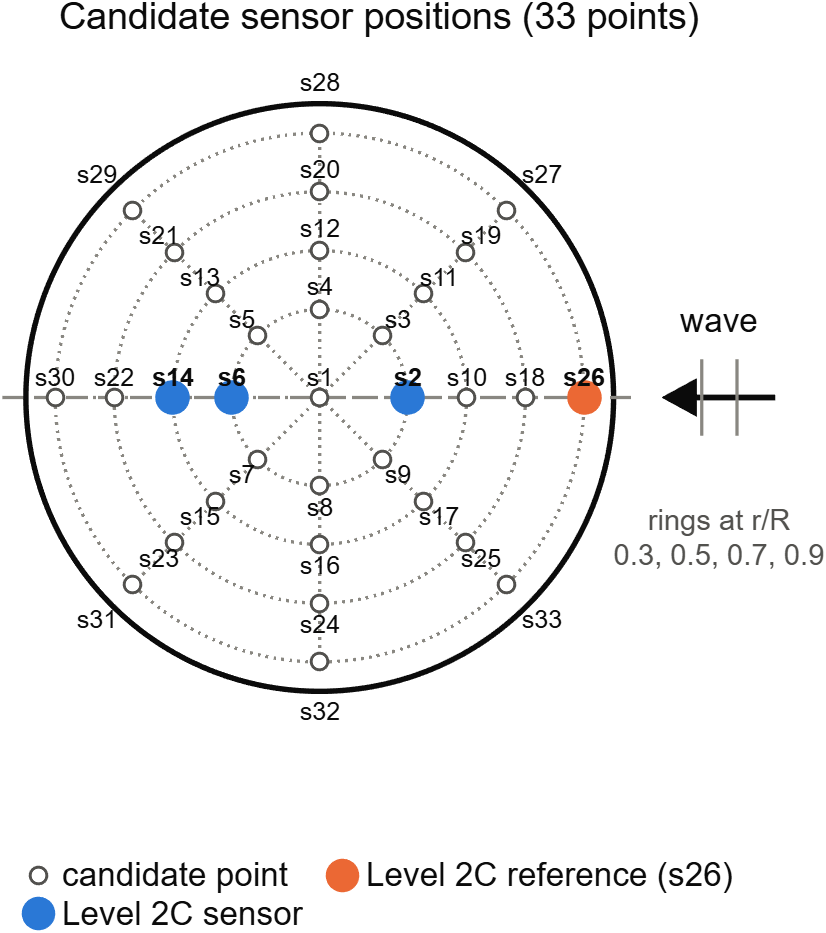 Candidate sensor positions (33 points)
s28
s29
s27
s20
s21
s19
s12
s13
s11
s4
s5
s3
wave
s30 s22 s14 s6 s1 s2 s10 s18 s26
s7
s9
s8
s15
s17
rings at r/R
0.3, 0.5, 0.7, 0.9
s23
s16
s25
s31
s24
s33
s32
candidate point
Level 2C reference (s26)
Level 2C sensor